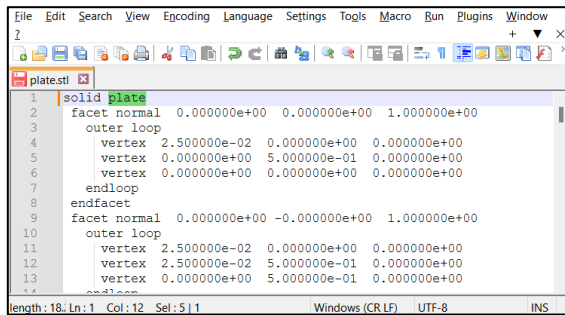 File Edit Search View Encoding Language Settings Tools Macro Run Plugins Window
? + ▼ X
plate.stl
1 solid plate
2 facet normal 0.000000e+00 0.000000e+00 1.000000e+00
3 outer loop
4 vertex 2.500000e-02 0.000000e+00 0.000000e+00
5 vertex 0.000000e+00 5.000000e-01 0.000000e+00
6 vertex 0.000000e+00 0.000000e+00 0.000000e+00
7 endloop
8 endfacet
9 facet normal 0.000000e+00 -0.000000e+00 1.000000e+00
10 outer loop
11 vertex 2.500000e-02 0.000000e+00 0.000000e+00
12 vertex 2.500000e-02 5.000000e-01 0.000000e+00
13 vertex 0.000000e+00 5.000000e-01 0.000000e+00
14 endloop
length : 18. Ln : 1 Col : 12 Sel : 5 | 1 Windows (CR LF) UTF-8 INS